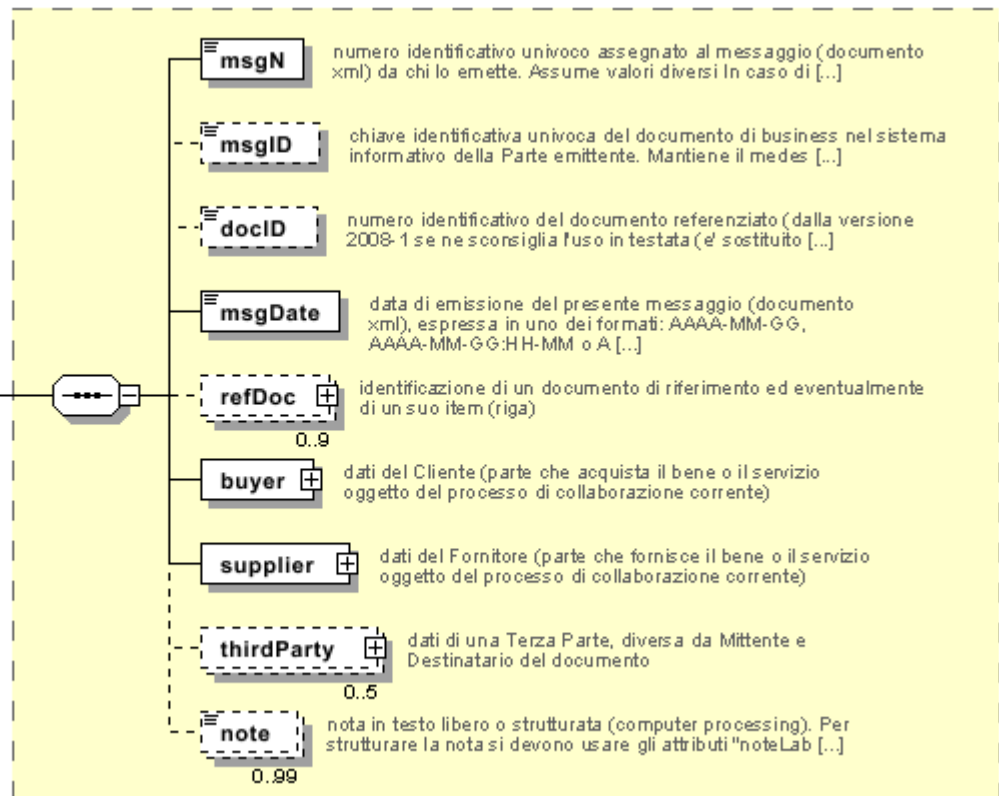 msgN
numero identificativo univoco assegnato al messaggio (documento
xml) da chi lo emette. Assume valori diversi In caso di [...]
msgID
chiave identificativa univoca del documento di business nel sistema
informativo della Parte emittente. Mantiene il medes [...]
docID
numero identificativo del documento referenziato (dalla versione
2008-1 se ne sconsiglia l'uso in testata (e' sostituito [...]
msgDate
data di emissione del presente messaggio (documento
xml), espressa in uno dei formati: AAAA-MM-GG,
AAAA-MM-GG:HH-MM o A [...]
refDoc
identificazione di un documento di riferimento ed eventualmente
di un suo item (riga)
0..9
buyer
dati del Cliente (parte che acquista il bene o il servizio
oggetto del processo di collaborazione corrente)
supplier
dati del Fornitore (parte che fornisce il bene o il servizio
oggetto del processo di collaborazione corrente)
thirdParty
dati di una Terza Parte, diversa da Mittente e
Destinatario del documento
0..5
note
nota in testo libero o strutturata (computer processing). Per
strutturare la nota si devono usare gli attributi "noteLab [...]
0..99